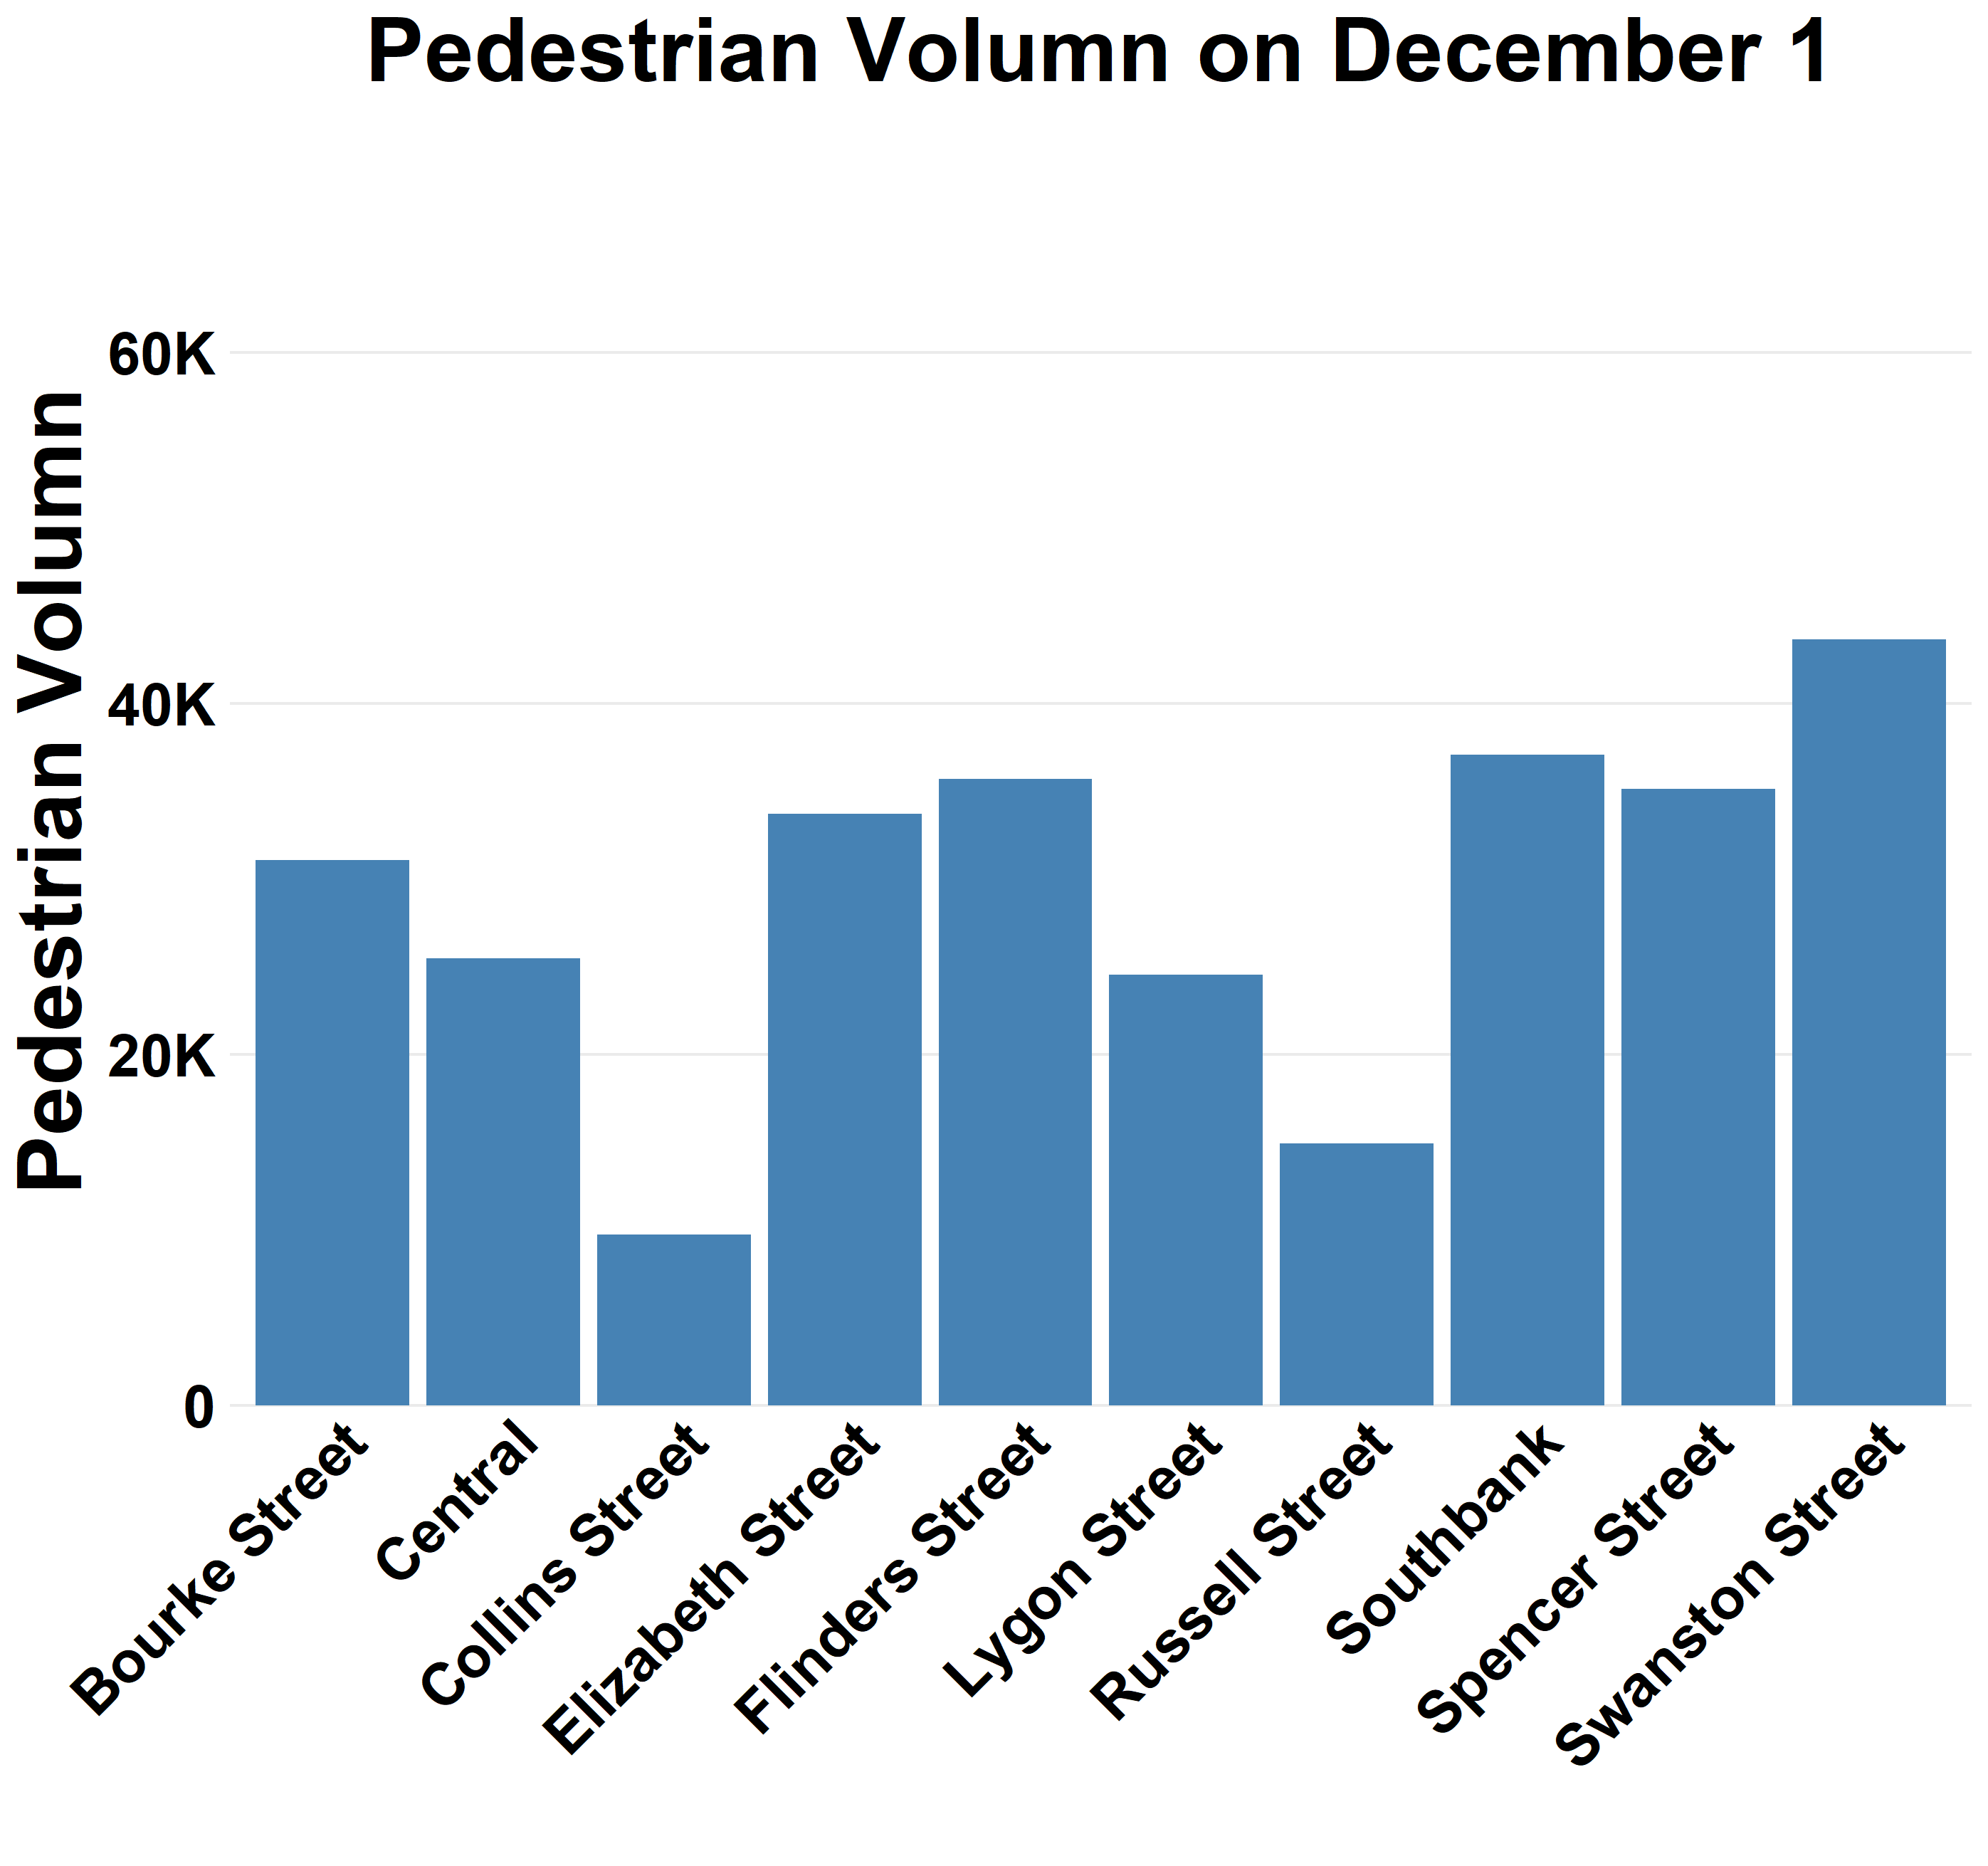 Pedestrian Volumn on December 1
Pedestrian Volumn
60K
40K
20K
0
Bourke Street
Central
Collins Street
Elizabeth Street
Flinders Street
Lygon Street
Russell Street
Southbank
Spencer Street
Swanston Street